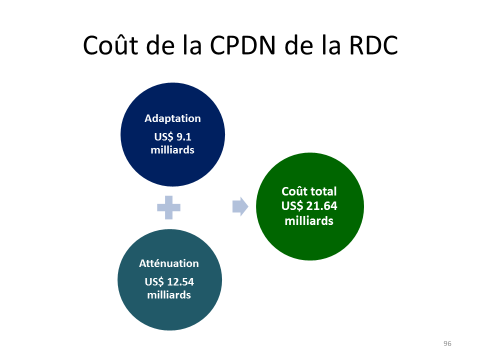 Coût de la CPDN de la RDC
Adaptation
US$ 9.1
milliards
Atténuation
US$ 12.54
milliards
Coût total
US$ 21.64
milliards
96